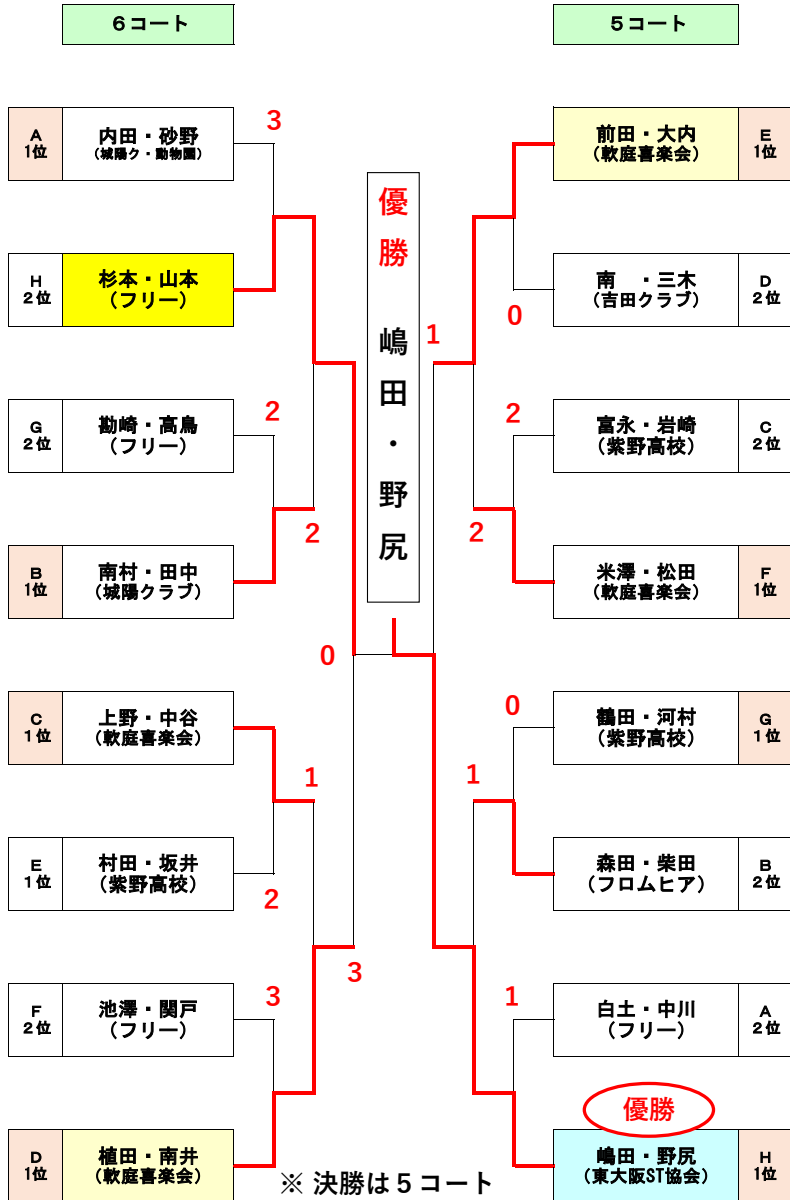 6コート
5コート
A
1位
内田・砂野
(城陽ク・動物園)
3
H
2位
杉本・山本
(フリー)
G
2位
勘崎・高鳥
(フリー)
2
B
1位
南村・田中
(城陽クラブ)
2
C
1位
上野・中谷
(軟庭喜楽会)
1
E
1位
村田・坂井
(紫野高校)
2
F
2位
池澤・関戸
(フリー)
3
D
1位
植田・南井
(軟庭喜楽会)
0
3
優勝 嶋田・野尻
1
前田・大内
(軟庭喜楽会)
E
1位
南 ・三木
(吉田クラブ)
D
2位
0
2
富永・岩崎
(紫野高校)
C
2位
2
米澤・松田
(軟庭喜楽会)
F
1位
0
鶴田・河村
(紫野高校)
G
1位
1
森田・柴田
(フロムヒア)
B
2位
1
白土・中川
(フリー)
A
2位
優勝
嶋田・野尻
(東大阪ST協会)
H
1位
※ 決勝は5コート